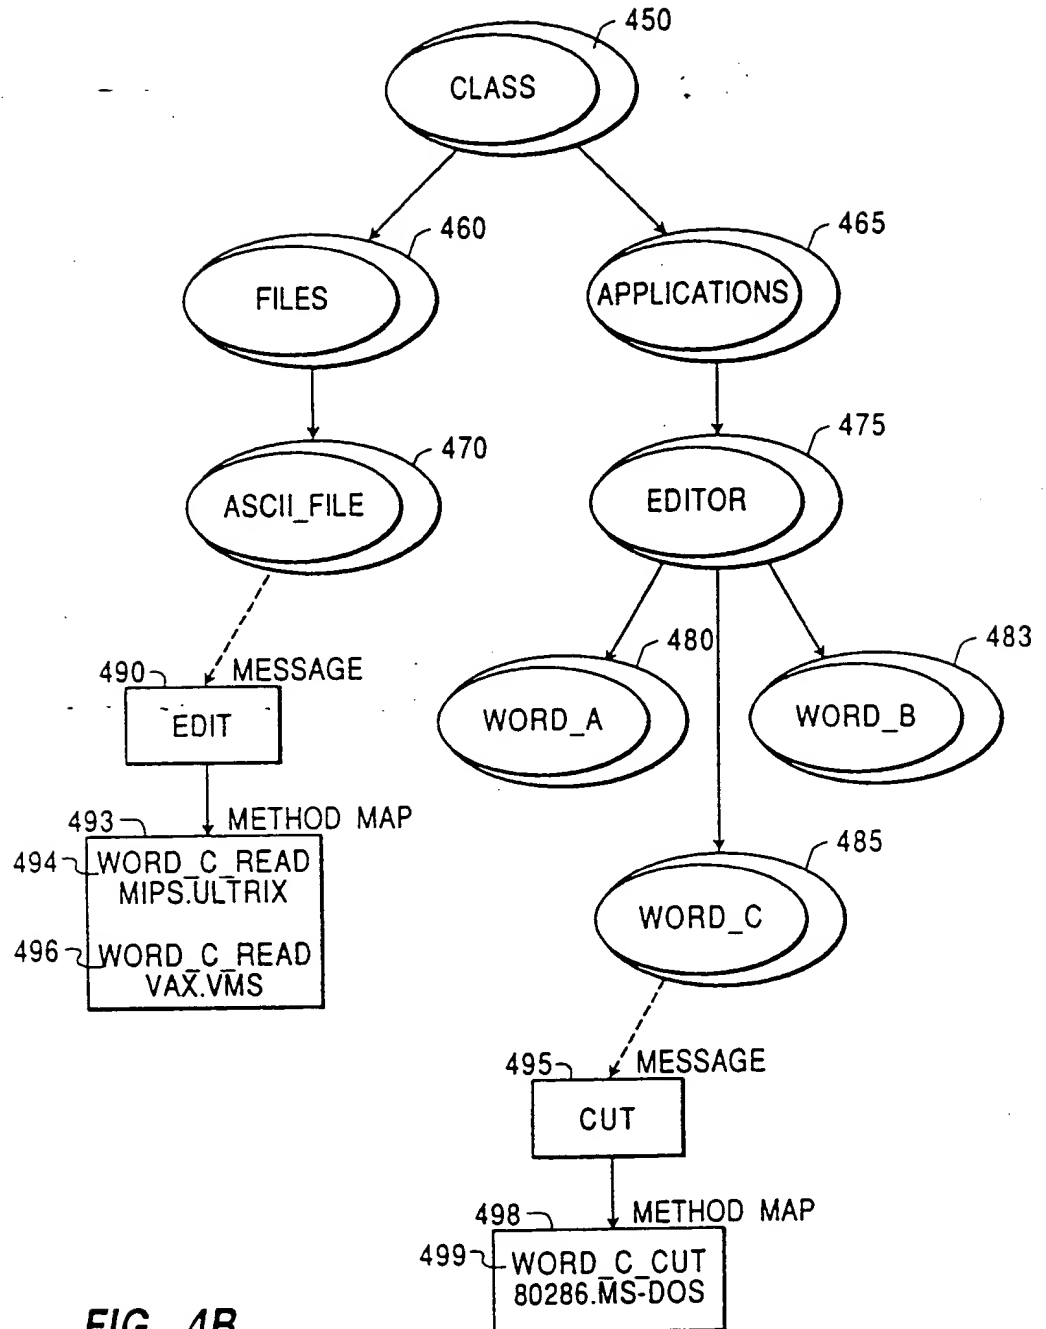 450
CLASS
460
465
FILES
APPLICATIONS
470
475
ASCII_FILE
EDITOR
480
483
490
MESSAGE
EDIT
WORD_A
WORD_B
493
METHOD MAP
494
WORD_C_READ
MIPS.ULTRIX
496
WORD_C_READ
VAX.VMS
485
WORD_C
495
MESSAGE
CUT
498
METHOD MAP
499
WORD_C_CUT
80286.MS-DOS
FIG. 4B